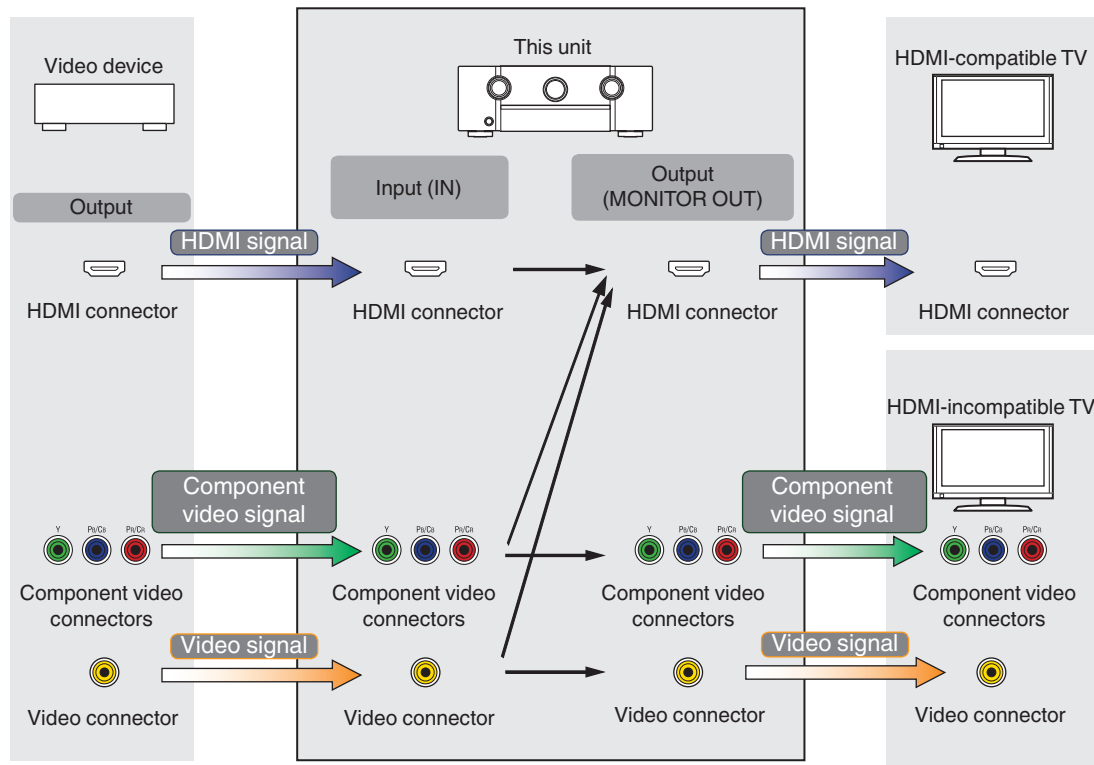 Video device
This unit
HDMI-compatible TV
Output
Input (IN)
Output
(MONITOR OUT)
HDMI signal
HDMI signal
HDMI connector
HDMI connector
HDMI connector
HDMI connector
HDMI-incompatible TV
Component
video signal
Component
video signal
Y PB/CB PR/CR
Y PB/CB PR/CR
Y PB/CB PR/CR
Y PB/CB PR/CR
Component video
connectors
Component video
connectors
Component video
connectors
Component video
connectors
Video signal
Video signal
Video connector
Video connector
Video connector
Video connector